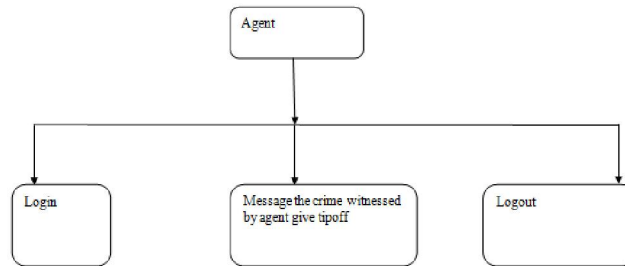 Agent
Login
Message the crime witnessed
by agent give tipoff
Logout